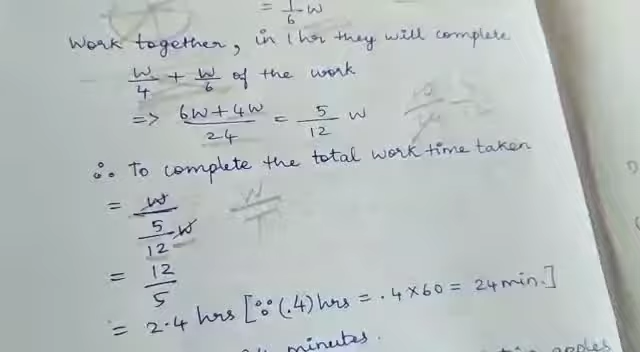 = 1/6 W
Work together, in 1 hr they will complete
W/4 + W/6 of the work
=> 6W + 4W / 24 = 5/12 W
∴ To complete the total work time taken
= W / 5/12 W
= 12/5
= 2.4 hrs [∵ (.4) hrs = .4 × 60 = 24 min.]
minutes.
apples